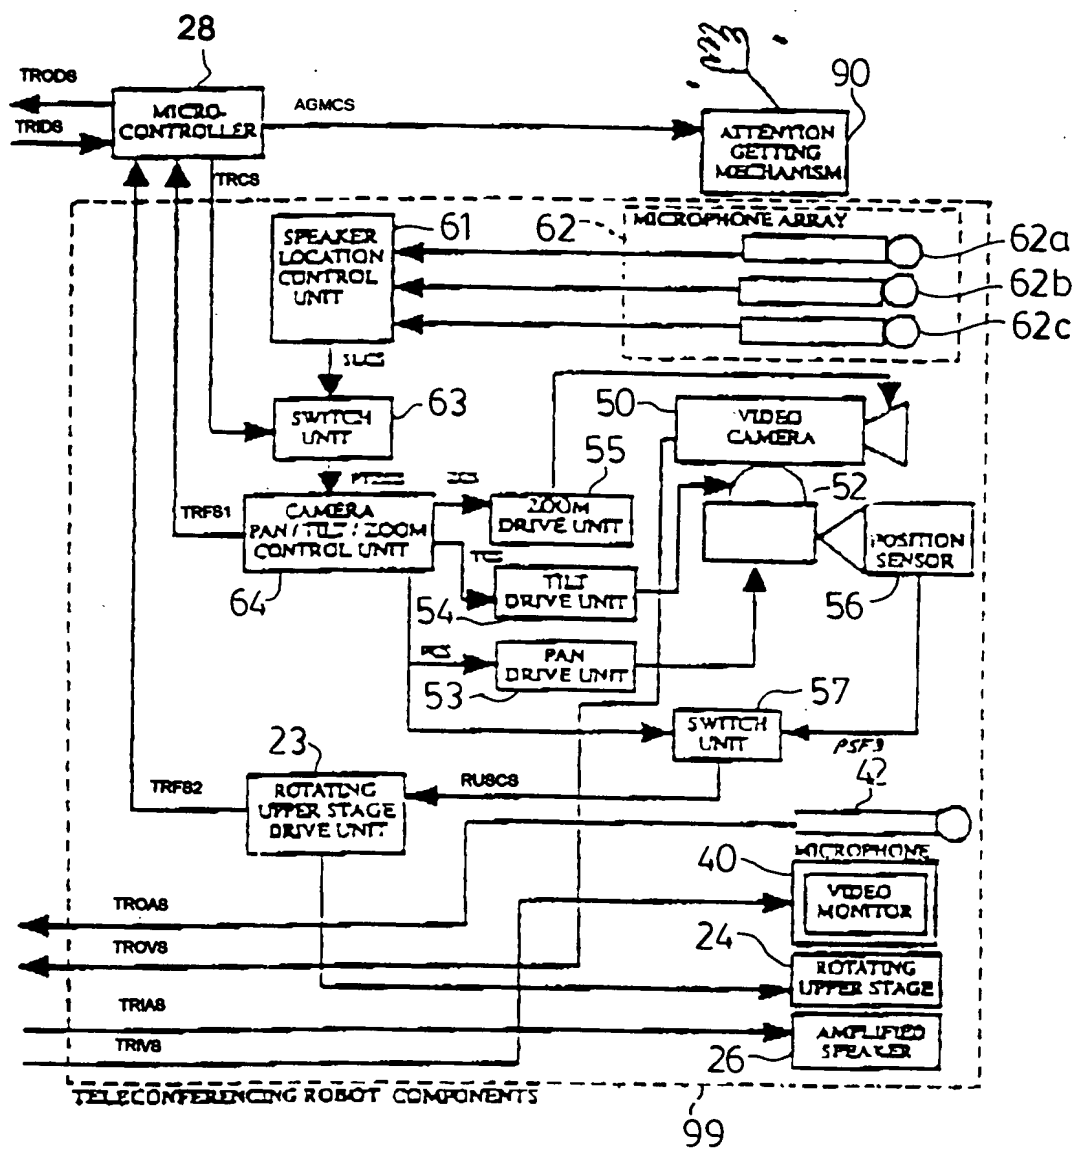 28
TRODS
TRIDS
MICRO-
CONTROLLER
AGMCS
90
ATTENTION
GETTING
MECHANISM
TRCS
61
62
MICROPHONE ARRAY
SPEAKER
LOCATION
CONTROL
UNIT
62a
62b
62c
SLCS
63
SWITCH
UNIT
50
VIDEO
CAMERA
55
52
ZCS
ZOOM
DRIVE UNIT
TRFS1
CAMERA
PAN / TILT / ZOOM
CONTROL UNIT
64
TCS
POSITION
SENSOR
56
TILT
DRIVE UNIT
54
PCS
PAN
DRIVE UNIT
53
57
SWITCH
UNIT
PSFS
23
TRFS2
ROTATING
UPPER STAGE
DRIVE UNIT
RUSCS
42
MICROPHONE
40
VIDEO
MONITOR
TROAS
24
TROVS
ROTATING
UPPER STAGE
TRIAS
AMPLIFIED
SPEAKER
26
TRIVS
TELECONFERENCING ROBOT COMPONENTS
99